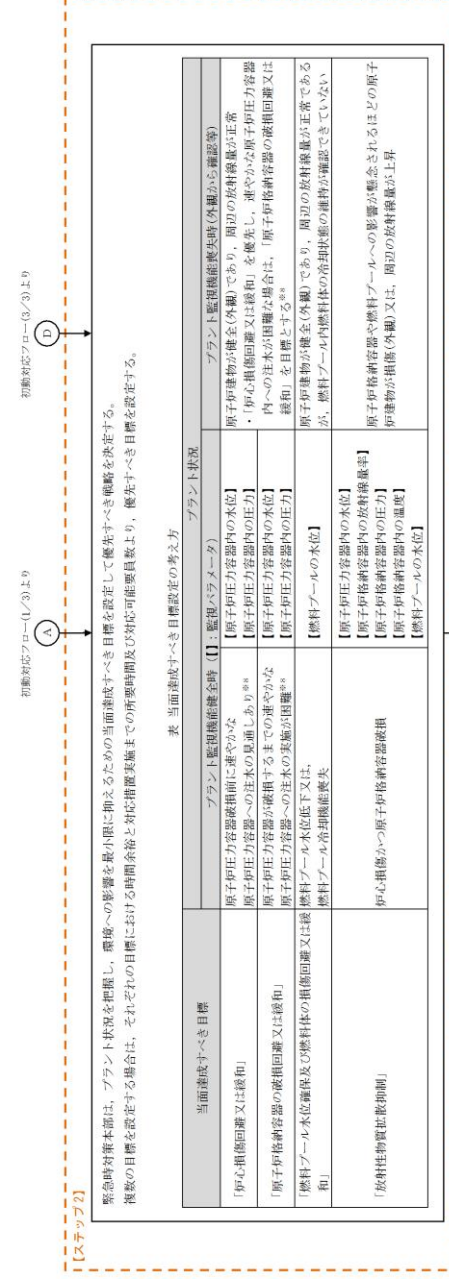 初動対応フロー(1/3)より
初動対応フロー(3/3)より
A
D
【ステップ2】
緊急時対策本部は，プラント状況を把握し，環境への影響を最小限に抑えるための当面達成すべき目標を設定して優先すべき戦略を決定する。
複数の目標を設定する場合は，それぞれの目標における時間余裕と対応措置実施までの所要時間及び対応可能要員数より，優先すべき目標を設定する。
表 当面達成すべき目標設定の考え方
当面達成すべき目標
プラント状況
プラント監視機能健全時（【】：監視パラメータ）
プラント監視機能喪失時(外観から確認等)
「炉心損傷回避又は緩和」
原子炉圧力容器破損前に速やかな
原子炉圧力容器への注水の見通しあり※8
【原子炉圧力容器内の水位】
【原子炉圧力容器内の圧力】
原子炉建物が健全(外観)であり，周辺の放射線量が正常
・「炉心損傷回避又は緩和」を優先し，速やかな原子炉圧力容器
内への注水が困難な場合は，「原子炉格納容器の破損回避又は
緩和」を目標とする※8
「原子炉格納容器の破損回避又は緩和」
原子炉圧力容器が破損するまでの速やかな
原子炉圧力容器への注水の実施が困難※8
【原子炉圧力容器内の水位】
【原子炉圧力容器内の圧力】
「燃料プール水位確保及び燃料体の損傷回避又は緩
和」
燃料プール水位低下又は，
燃料プール冷却機能喪失
【燃料プールの水位】
原子炉建物が健全(外観)であり，周辺の放射線量が正常である
が，燃料プール内燃料体の冷却状態の維持が確認できていない
「放射性物質拡散抑制」
炉心損傷かつ原子炉格納容器破損
【原子炉圧力容器内の水位】
【原子炉格納容器内の放射線量率】
【原子炉格納容器内の圧力】
【原子炉格納容器内の温度】
【燃料プールの水位】
原子炉格納容器や燃料プールへの影響が懸念されるほどの原子
炉建物が損傷(外観)又は，周辺の放射線量が上昇